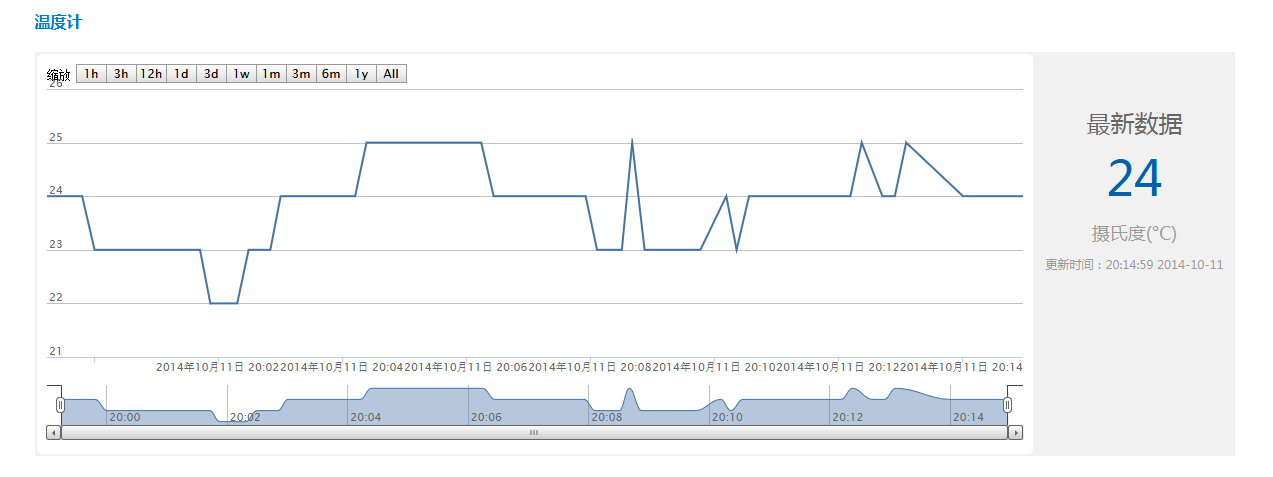 温度计
缩放 1h 3h 12h 1d 3d 1w 1m 3m 6m 1y All
26
25
24
23
22
21
2014年10月11日 20:02 2014年10月11日 20:04 2014年10月11日 20:06 2014年10月11日 20:08 2014年10月11日 20:10 2014年10月11日 20:12 2014年10月11日 20:14
20:00 20:02 20:04 20:06 20:08 20:10 20:12 20:14
最新数据
24
摄氏度(°C)
更新时间：20:14:59 2014-10-11